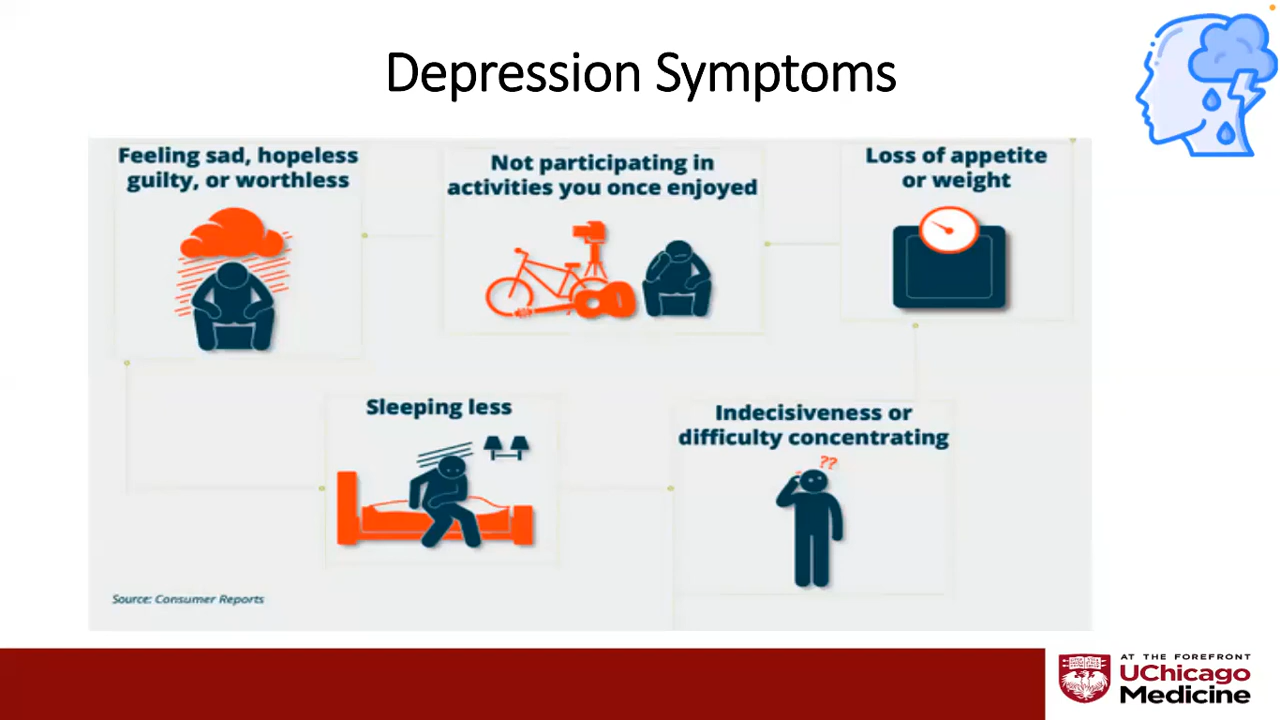 Depression Symptoms
Feeling sad, hopeless
guilty, or worthless
Not participating in
activities you once enjoyed
Loss of appetite
or weight
Sleeping less
Indecisiveness or
difficulty concentrating
??
Source: Consumer Reports
AT THE FOREFRONT
UChicago
Medicine